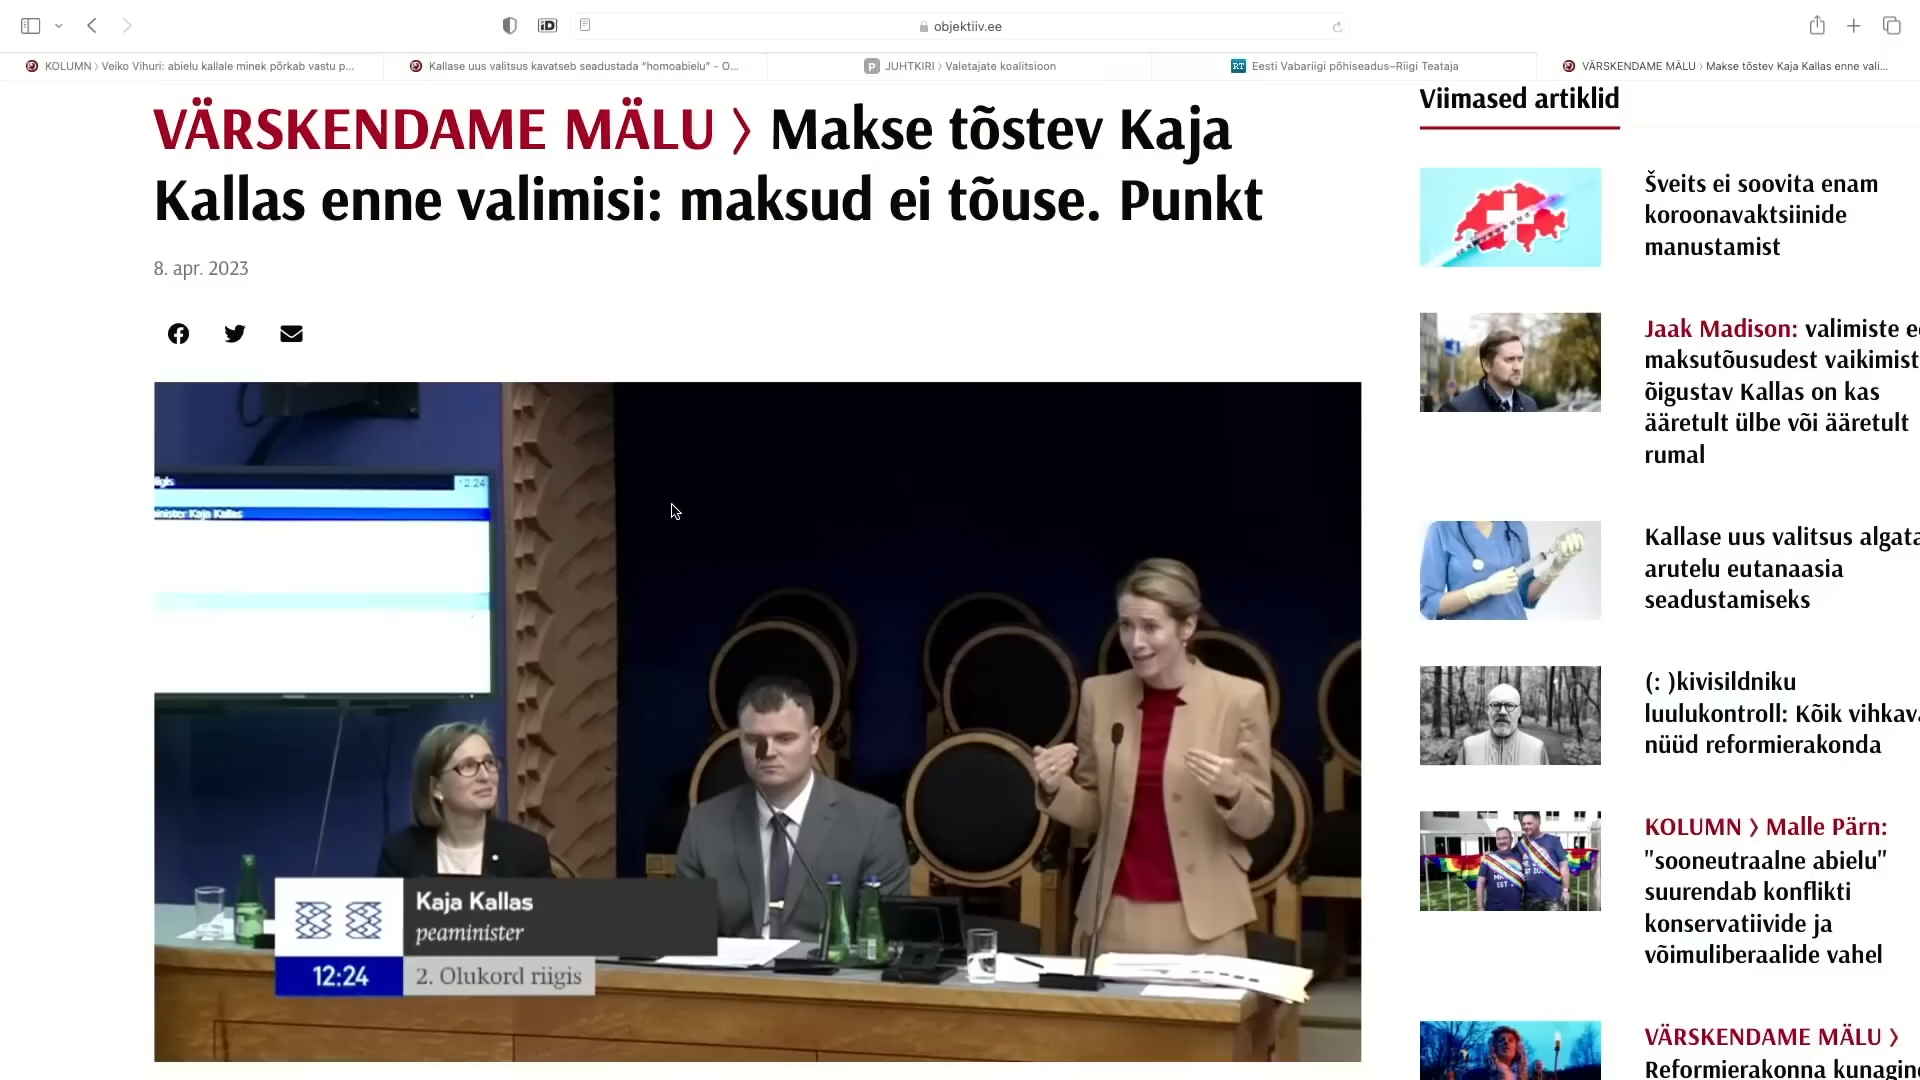 objektiiv.ee
KOLUMN › Veiko Vihuri: abielu kallale minek põrkab vastu p...
Kallase uus valitsus kavatseb seadustada “homoabielu” - O...
JUHTKIRI › Valetajate koalitsioon
Eesti Vabariigi põhiseadus–Riigi Teataja
VÄRSKENDAME MÄLU › Makse tõstev Kaja Kallas enne vali...
VÄRSKENDAME MÄLU › Makse tõstev Kaja
Kallas enne valimisi: maksud ei tõuse. Punkt
8. apr. 2023
12:24
Kaja Kallas
Kaja Kallas
peaminister
12:24
2. Olukord riigis
Viimased artiklid
Šveits ei soovita enam
koroonavaktsiinide
manustamist
Jaak Madison: valimiste e
maksutõusudest vaikimist
õigustav Kallas on kas
ääretult ülbe või ääretult
rumal
Kallase uus valitsus algata
arutelu eutanaasia
seadustamiseks
(: )kivisildniku
luulukontroll: Kõik vihkava
nüüd reformierakonda
KOLUMN › Malle Pärn:
"sooneutraalne abielu"
suurendab konflikti
konservatiivide ja
võimuliberaalide vahel
VÄRSKENDAME MÄLU ›
Reformierakonna kunagin